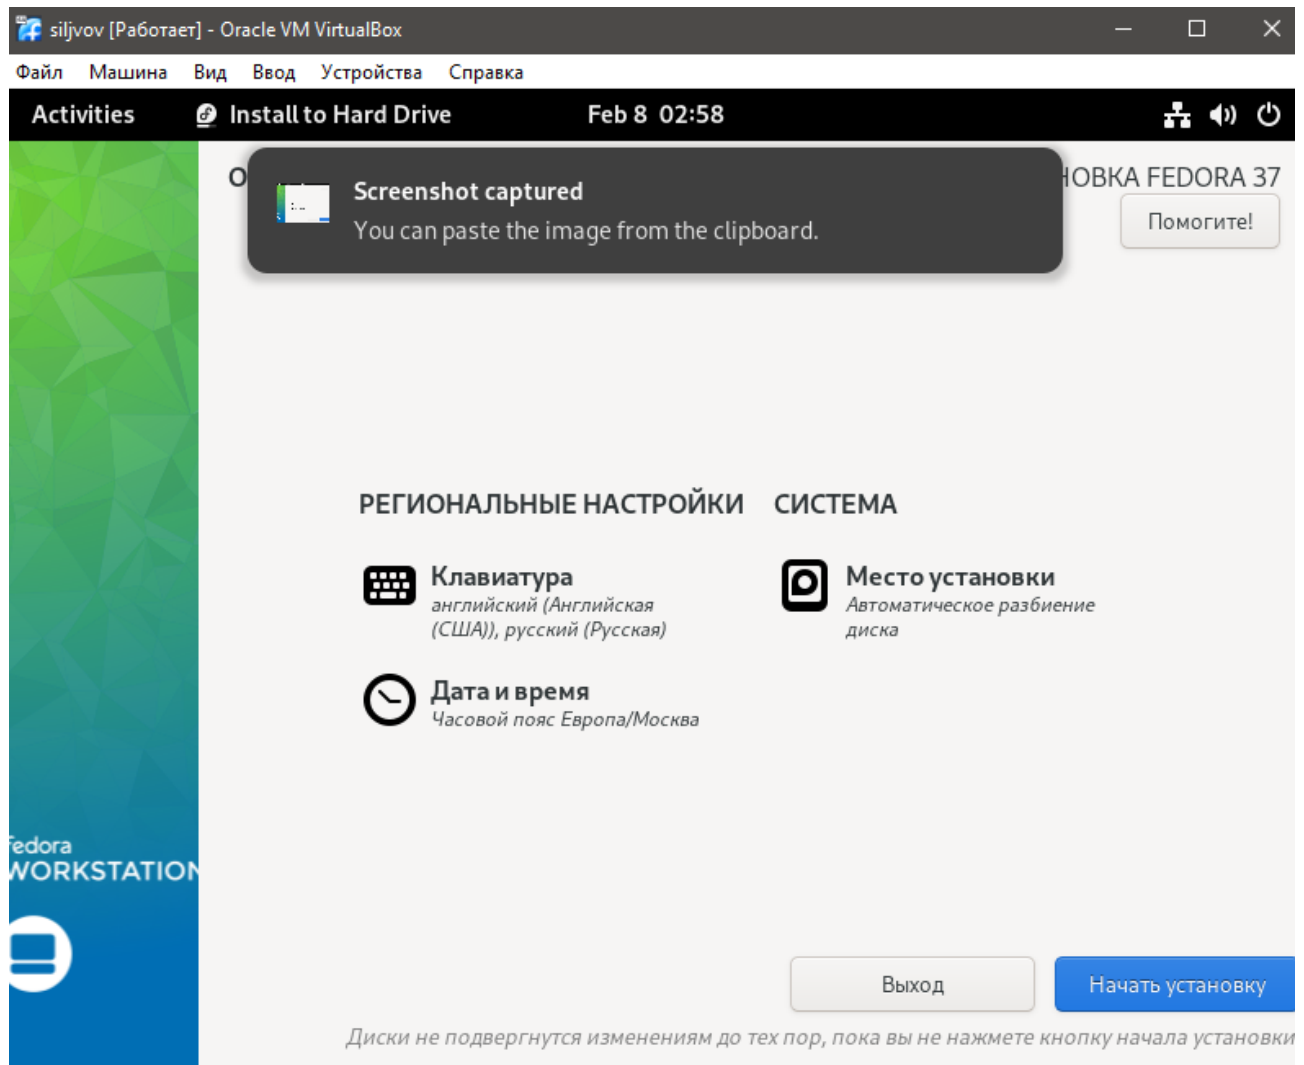 siljvov [Работает] - Oracle VM VirtualBox
Файл Машина Вид Ввод Устройства Справка
Activities Install to Hard Drive Feb 8 02:58
Screenshot captured
You can paste the image from the clipboard.
НОВКА FEDORA 37
Помогите!
РЕГИОНАЛЬНЫЕ НАСТРОЙКИ
Клавиатура
английский (Английская
(США)), русский (Русская)
Дата и время
Часовой пояс Европа/Москва
СИСТЕМА
Место установки
Автоматическое разбиение
диска
fedora
WORKSTATION
Выход
Начать установку
Диски не подвергнутся изменениям до тех пор, пока вы не нажмете кнопку начала установки